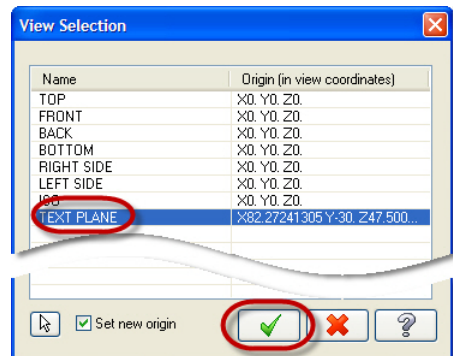 View Selection
Name Origin (in view coordinates)
TOP X0. Y0. Z0.
FRONT X0. Y0. Z0.
BACK X0. Y0. Z0.
BOTTOM X0. Y0. Z0.
RIGHT SIDE X0. Y0. Z0.
LEFT SIDE X0. Y0. Z0.
ISO X0. Y0. Z0.
TEXT PLANE X82.27241305 Y-30. Z47.500...
Set new origin